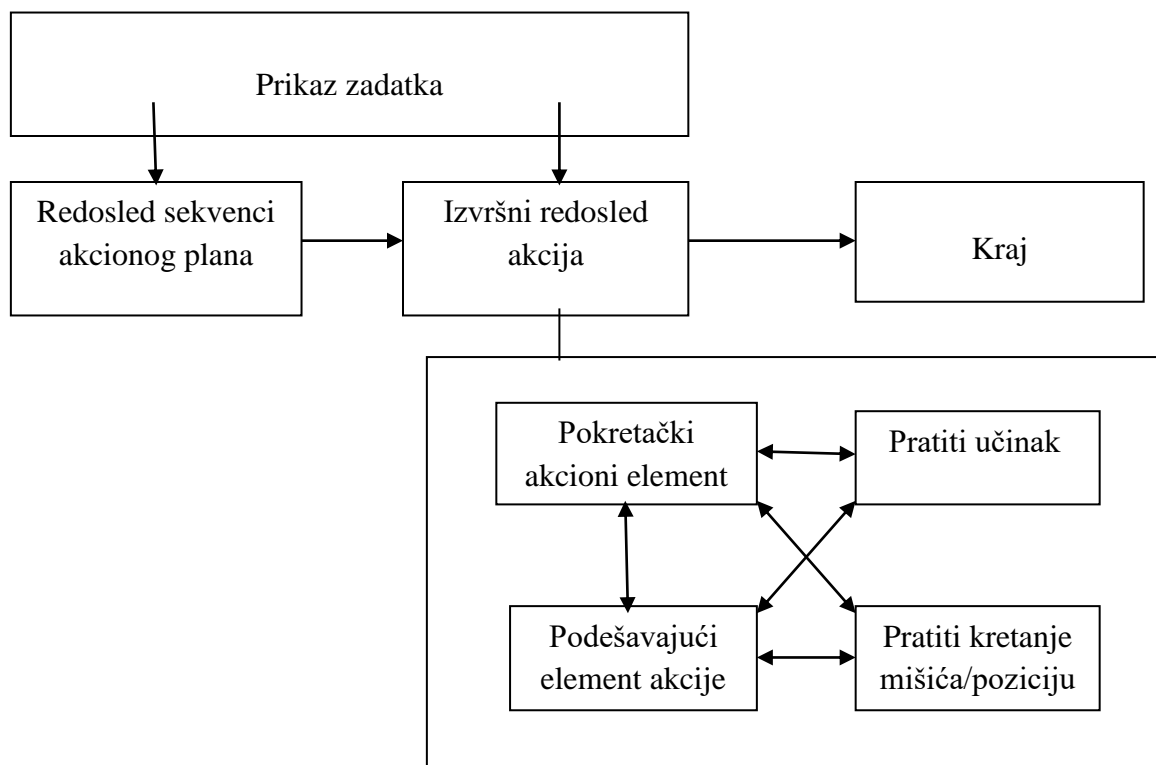 Prikaz zadatka
Redosled sekvenci
akcionog plana
Izvršni redosled
akcija
Kraj
Pokretački
akcioni element
Pratiti učinak
Podešavajući
element akcije
Pratiti kretanje
mišića/poziciju